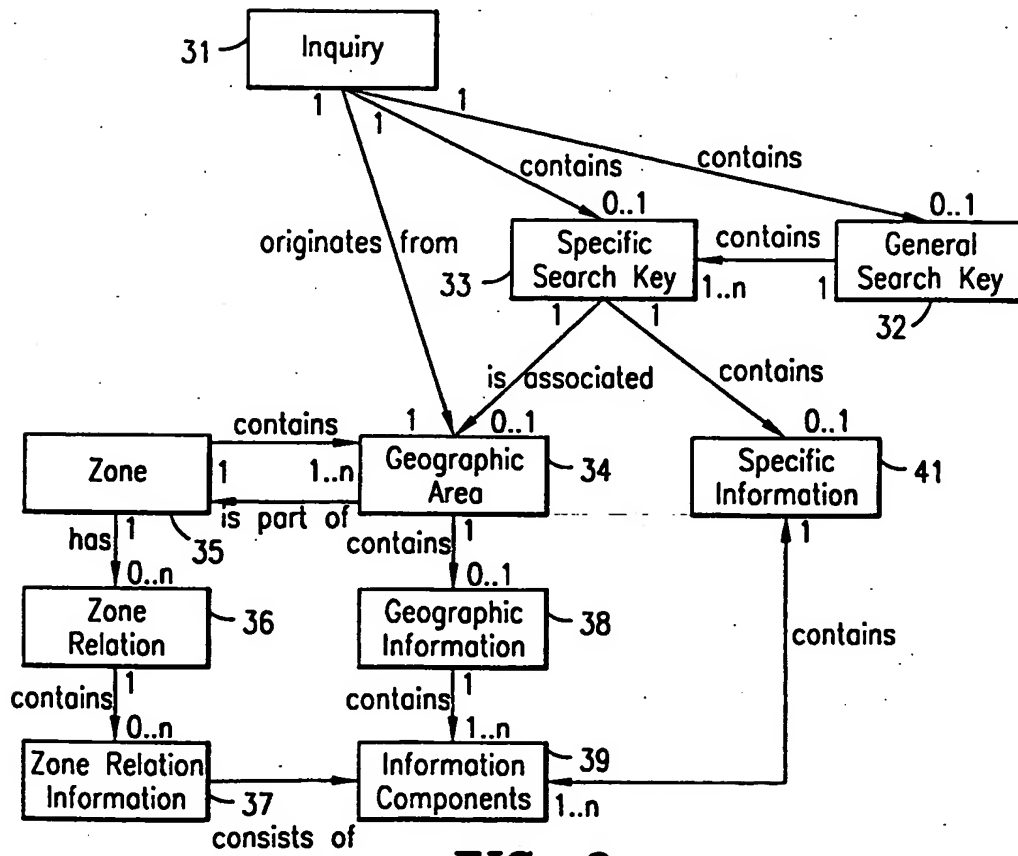 31
Inquiry
1
1
1
contains
contains
originates from
0..1
0..1
Specific
Search Key
33
contains
1..n
1
General
Search Key
32
1
1
is associated
contains
1
0..1
0..1
Zone
contains
1
1..n
is part of
Geographic
Area
34
Specific
Information
41
35
has
1
0..n
contains
1
0..1
1
Zone
Relation
36
Geographic
Information
38
contains
contains
1
0..n
contains
1
1..n
Zone Relation
Information
37
consists of
Information
Components
39
1..n